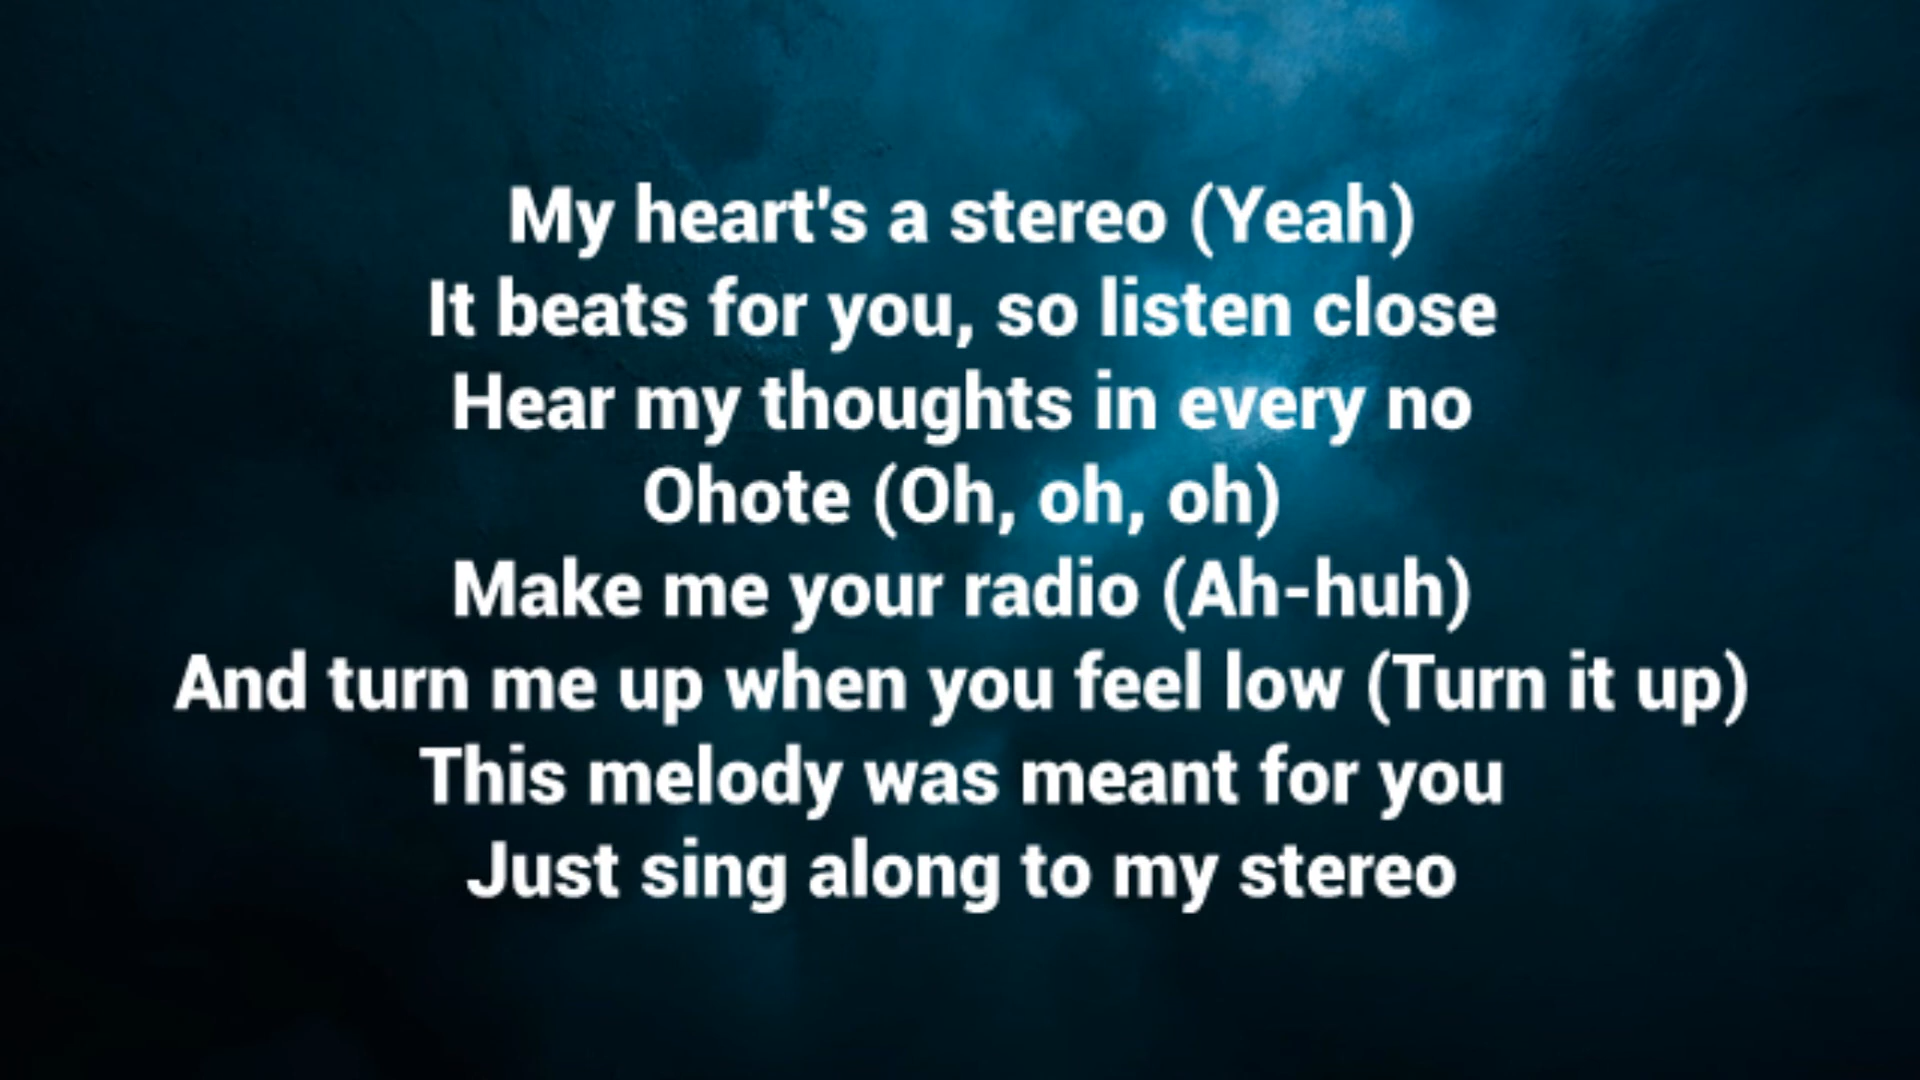 My heart's a stereo (Yeah)
It beats for you, so listen close
Hear my thoughts in every no
Ohote (Oh, oh, oh)
Make me your radio (Ah-huh)
And turn me up when you feel low (Turn it up)
This melody was meant for you
Just sing along to my stereo